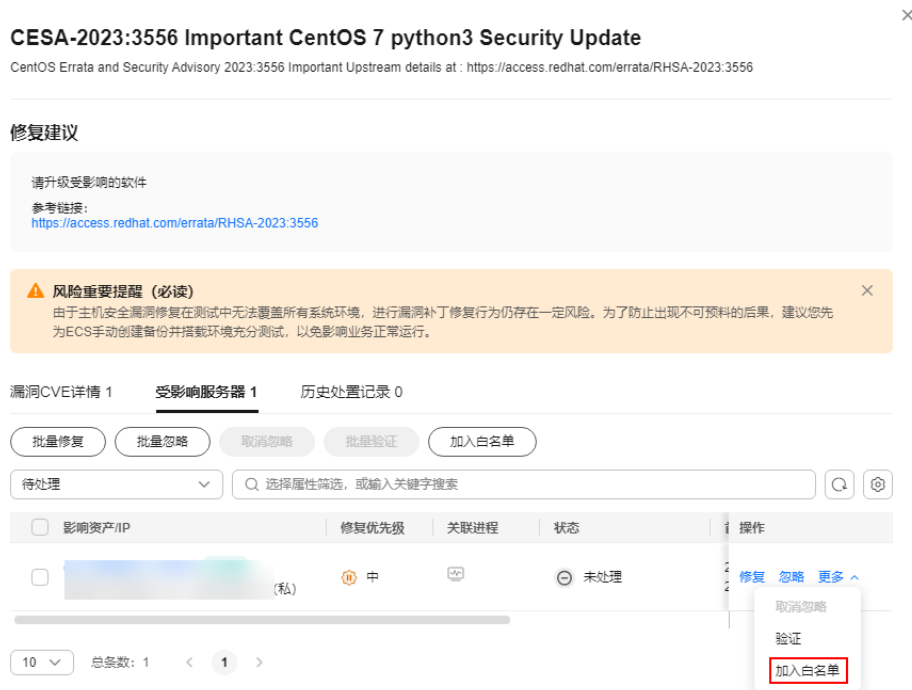 CESA-2023:3556 Important CentOS 7 python3 Security Update
CentOS Errata and Security Advisory 2023:3556 Important Upstream details at : https://access.redhat.com/errata/RHSA-2023:3556
修复建议
请升级受影响的软件
参考链接：
https://access.redhat.com/errata/RHSA-2023:3556
风险重要提醒（必读）
由于主机安全漏洞修复在测试中无法覆盖所有系统环境，进行漏洞补丁修复行为仍存在一定风险。为了防止出现不可预料的后果，建议您先
为ECS手动创建备份并搭载环境充分测试，以免影响业务正常运行。
漏洞CVE详情 1 受影响服务器 1 历史处置记录 0
批量修复 批量忽略 取消忽略 批量验证 加入白名单
待处理 选择属性筛选，或输入关键字搜索
影响资产/IP 修复优先级 关联进程 状态 操作
(私) 中 未处理 修复 忽略 更多
取消忽略
验证
加入白名单
10 总条数：1 1